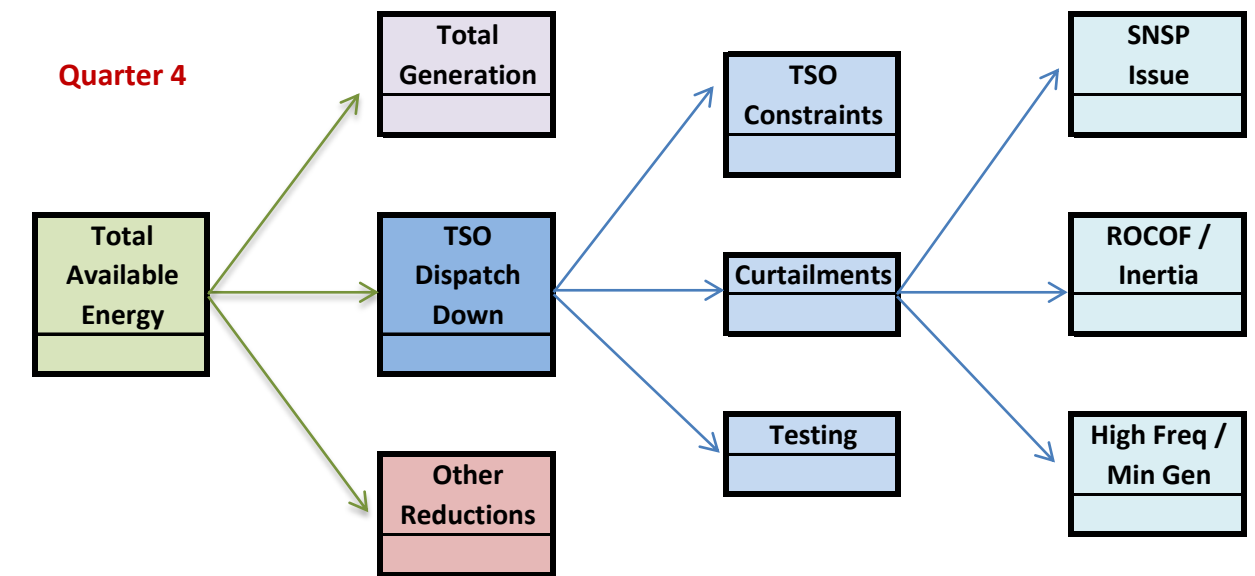 Quarter 4
Total
Available
Energy
Total
Generation
TSO
Dispatch
Down
Other
Reductions
TSO
Constraints
Curtailments
Testing
SNSP
Issue
ROCOF /
Inertia
High Freq /
Min Gen